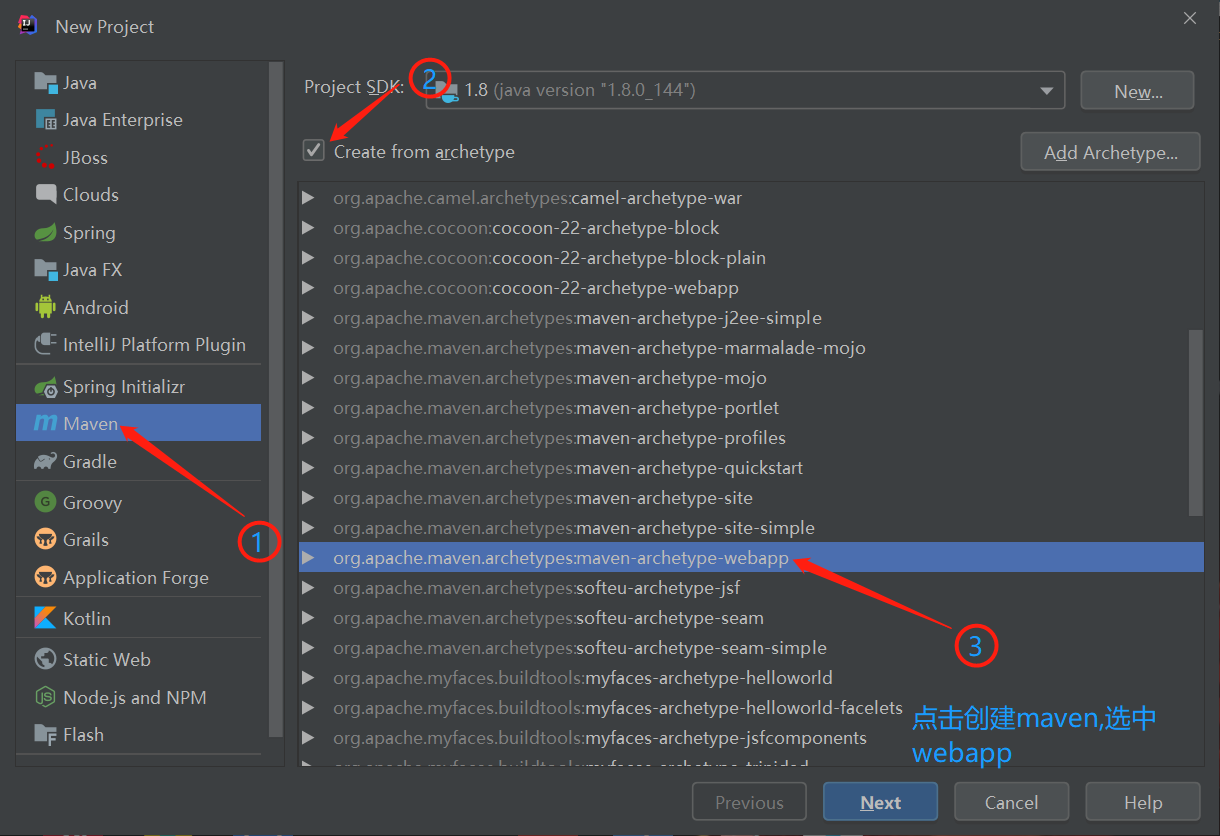 New Project
Java
Java Enterprise
JBoss
Clouds
Spring
Java FX
Android
IntelliJ Platform Plugin
Spring Initializr
Maven
Gradle
Groovy
Grails
Application Forge
Kotlin
Static Web
Node.js and NPM
Flash
1
Project SDK: 2 1.8 (java version "1.8.0_144") New...
Create from archetype Add Archetype...
org.apache.camel.archetypes:camel-archetype-war
org.apache.cocoon:cocoon-22-archetype-block
org.apache.cocoon:cocoon-22-archetype-block-plain
org.apache.cocoon:cocoon-22-archetype-webapp
org.apache.maven.archetypes:maven-archetype-j2ee-simple
org.apache.maven.archetypes:maven-archetype-marmalade-mojo
org.apache.maven.archetypes:maven-archetype-mojo
org.apache.maven.archetypes:maven-archetype-portlet
org.apache.maven.archetypes:maven-archetype-profiles
org.apache.maven.archetypes:maven-archetype-quickstart
org.apache.maven.archetypes:maven-archetype-site
org.apache.maven.archetypes:maven-archetype-site-simple
org.apache.maven.archetypes:maven-archetype-webapp
org.apache.maven.archetypes:softeu-archetype-jsf
org.apache.maven.archetypes:softeu-archetype-seam
org.apache.maven.archetypes:softeu-archetype-seam-simple
org.apache.myfaces.buildtools:myfaces-archetype-helloworld
org.apache.myfaces.buildtools:myfaces-archetype-helloworld-facelets
org.apache.myfaces.buildtools:myfaces-archetype-jsfcomponents
3
点击创建maven,选中
webapp
Previous Next Cancel Help